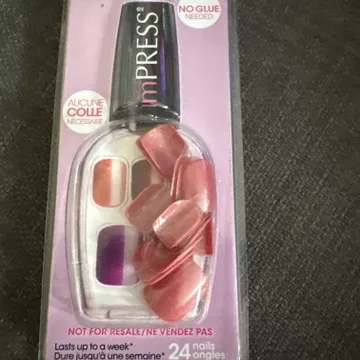 NO GLUE
NEEDED
imPRESS®
AUCUNE
COLLE
NÉCESSAIRE
NOT FOR RESALE/NE VENDEZ PAS
Lasts up to a week*
Dure jusqu'à une semaine*
24 nails
ongles